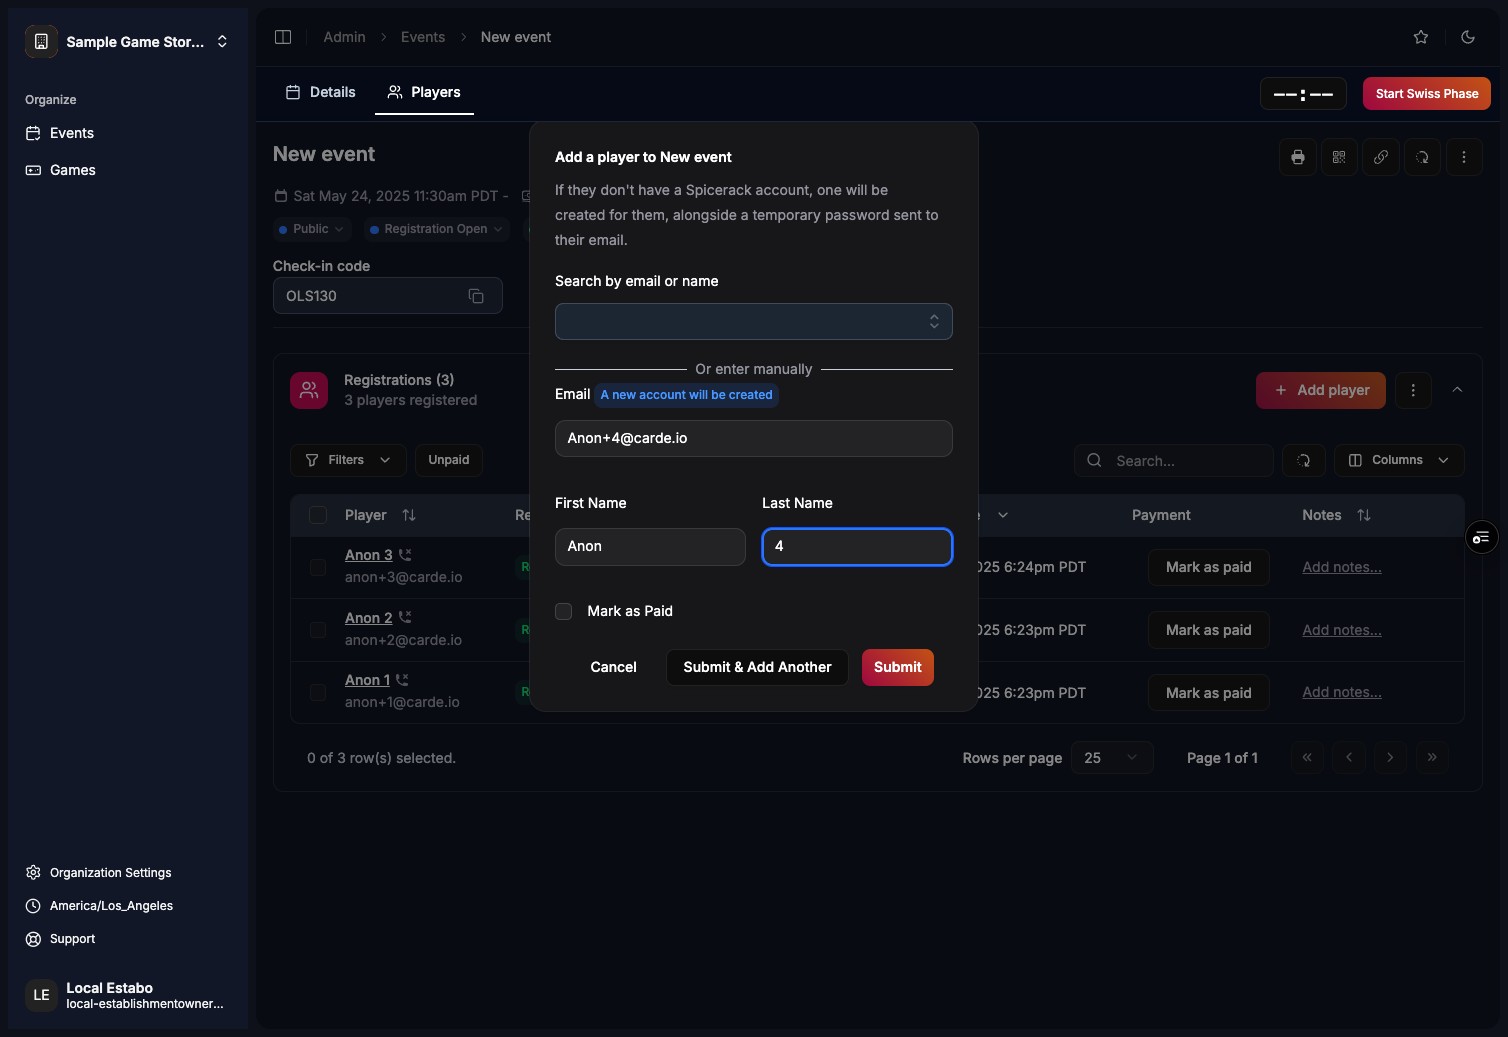 Sample Game Stor...
Organize
Events
Games
Organization Settings
America/Los_Angeles
Support
LE
Local Estabo
local-establishmentowner...
Admin
Events
New event
Details
Players
Start Swiss Phase
New event
Sat May 24, 2025 11:30am PDT -
Public
Registration Open
Check-in code
OLS130
Registrations (3)
3 players registered
Add player
Filters
Unpaid
Search...
Columns
Player
Payment
Notes
Anon 3
anon+3@carde.io
025 6:24pm PDT
Mark as paid
Add notes...
Anon 2
anon+2@carde.io
025 6:23pm PDT
Mark as paid
Add notes...
Anon 1
anon+1@carde.io
025 6:23pm PDT
Mark as paid
Add notes...
0 of 3 row(s) selected.
Rows per page
25
Page 1 of 1
Add a player to New event
If they don't have a Spicerack account, one will be
created for them, alongside a temporary password sent to
their email.
Search by email or name
Or enter manually
Email A new account will be created
Anon+4@carde.io
First Name
Last Name
Anon
4
Mark as Paid
Cancel
Submit & Add Another
Submit